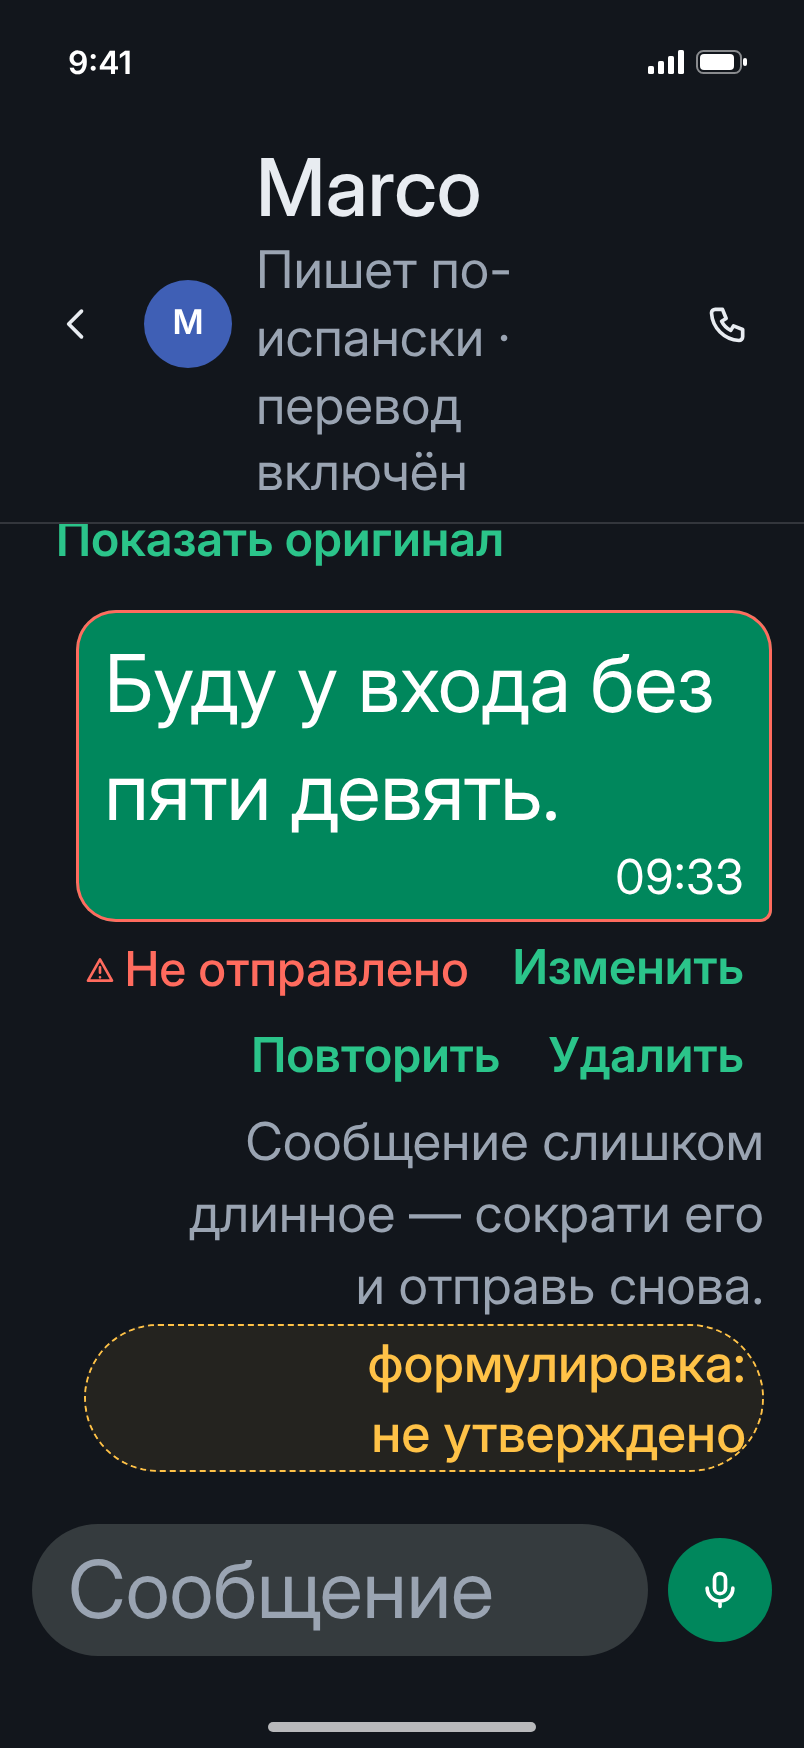 9:41
Marco
Пишет по-
испански ·
перевод
включён
M
Показать оригинал
Буду у входа без
пяти девять.
09:33
Не отправлено Изменить
Повторить Удалить
Сообщение слишком
длинное — сократи его
и отправь снова.
формулировка:
не утверждено
Сообщение